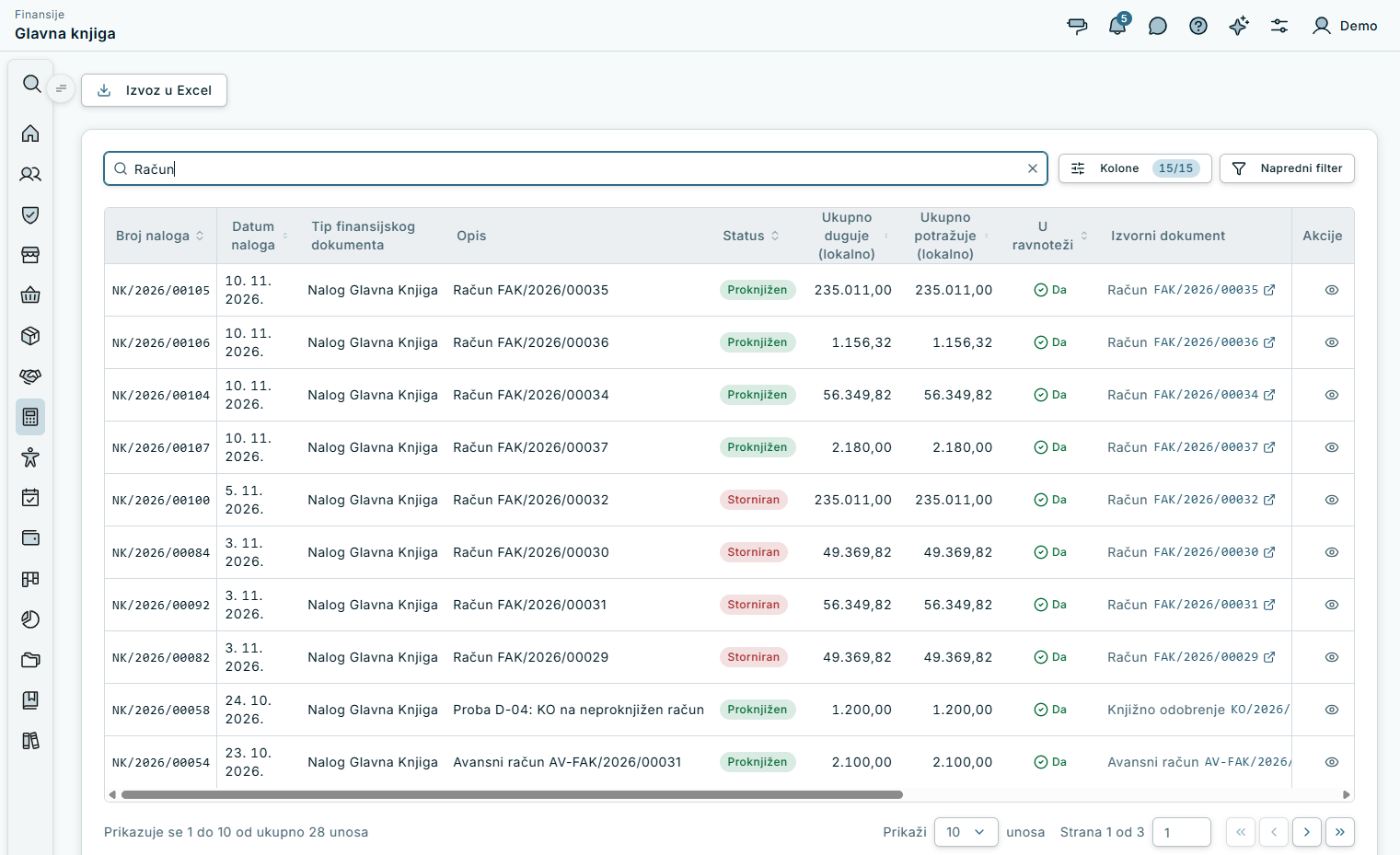 Finansije
Glavna knjiga
5
Demo
Izvoz u Excel
Račun
Kolone 15/15
Napredni filter
Broj naloga
Datum naloga
Tip finansijskog dokumenta
Opis
Status
Ukupno duguje (lokalno)
Ukupno potražuje (lokalno)
U ravnoteži
Izvorni dokument
Akcije
NK/2026/00105 10. 11. 2026. Nalog Glavna Knjiga Račun FAK/2026/00035 Proknjižen 235.011,00 235.011,00 Da Račun FAK/2026/00035
NK/2026/00106 10. 11. 2026. Nalog Glavna Knjiga Račun FAK/2026/00036 Proknjižen 1.156,32 1.156,32 Da Račun FAK/2026/00036
NK/2026/00104 10. 11. 2026. Nalog Glavna Knjiga Račun FAK/2026/00034 Proknjižen 56.349,82 56.349,82 Da Račun FAK/2026/00034
NK/2026/00107 10. 11. 2026. Nalog Glavna Knjiga Račun FAK/2026/00037 Proknjižen 2.180,00 2.180,00 Da Račun FAK/2026/00037
NK/2026/00100 5. 11. 2026. Nalog Glavna Knjiga Račun FAK/2026/00032 Storniran 235.011,00 235.011,00 Da Račun FAK/2026/00032
NK/2026/00084 3. 11. 2026. Nalog Glavna Knjiga Račun FAK/2026/00030 Storniran 49.369,82 49.369,82 Da Račun FAK/2026/00030
NK/2026/00092 3. 11. 2026. Nalog Glavna Knjiga Račun FAK/2026/00031 Storniran 56.349,82 56.349,82 Da Račun FAK/2026/00031
NK/2026/00082 3. 11. 2026. Nalog Glavna Knjiga Račun FAK/2026/00029 Storniran 49.369,82 49.369,82 Da Račun FAK/2026/00029
NK/2026/00058 24. 10. 2026. Nalog Glavna Knjiga Proba D-04: KO na neproknjižen račun Proknjižen 1.200,00 1.200,00 Da Knjižno odobrenje KO/2026/
NK/2026/00054 23. 10. 2026. Nalog Glavna Knjiga Avansni račun AV-FAK/2026/00031 Proknjižen 2.100,00 2.100,00 Da Avansni račun AV-FAK/2026/
Prikazuje se 1 do 10 od ukupno 28 unosa
Prikaži 10 unosa Strana 1 od 3 1